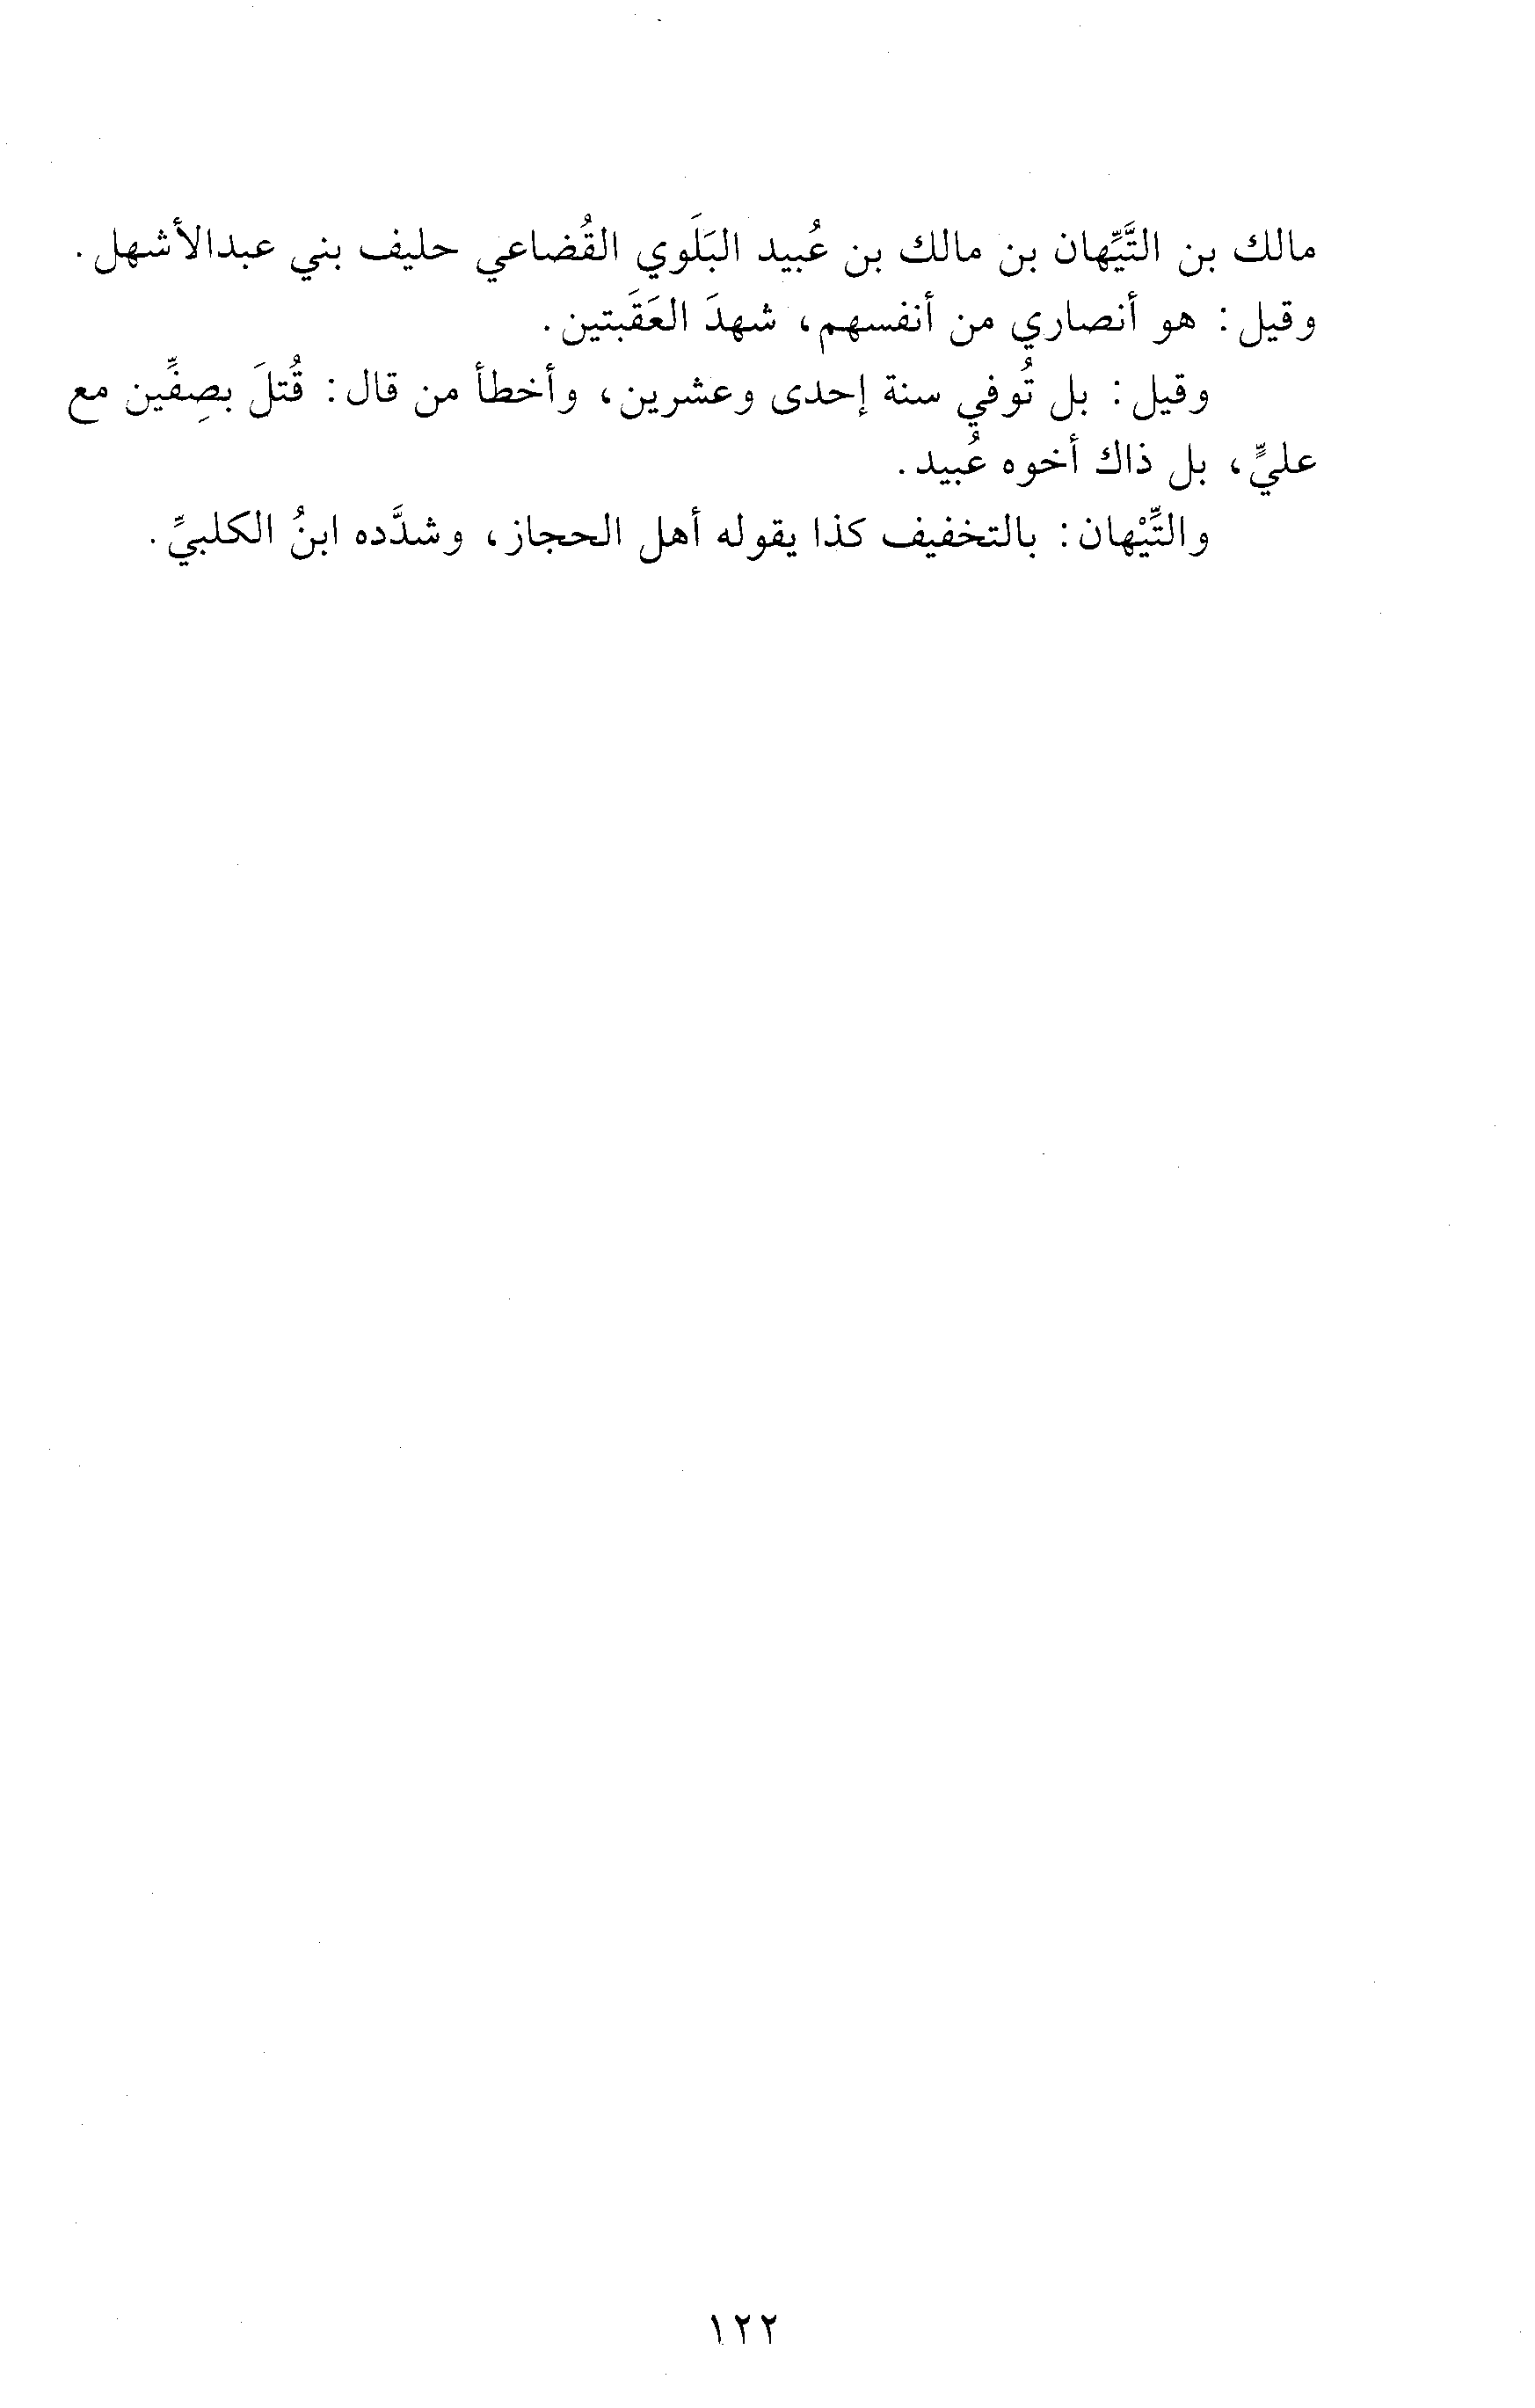 مالك بن التَّيِّهان بن مالك بن عُبيد البَلَوي القُضاعي حليف بني عبدالأشهل.
وقيل: هو أنصاري من أنفسهم، شهدَ العَقَبتين.
وقيل: بل تُوفي سنة إحدى وعشرين، وأخطأ من قال: قُتلَ بصِفِّين مع
عليٍّ، بل ذاك أخوه عُبيد.
والتِّيْهان: بالتخفيف كذا يقوله أهل الحجاز، وشدَّده ابنُ الكلبيِّ.
١٢٢